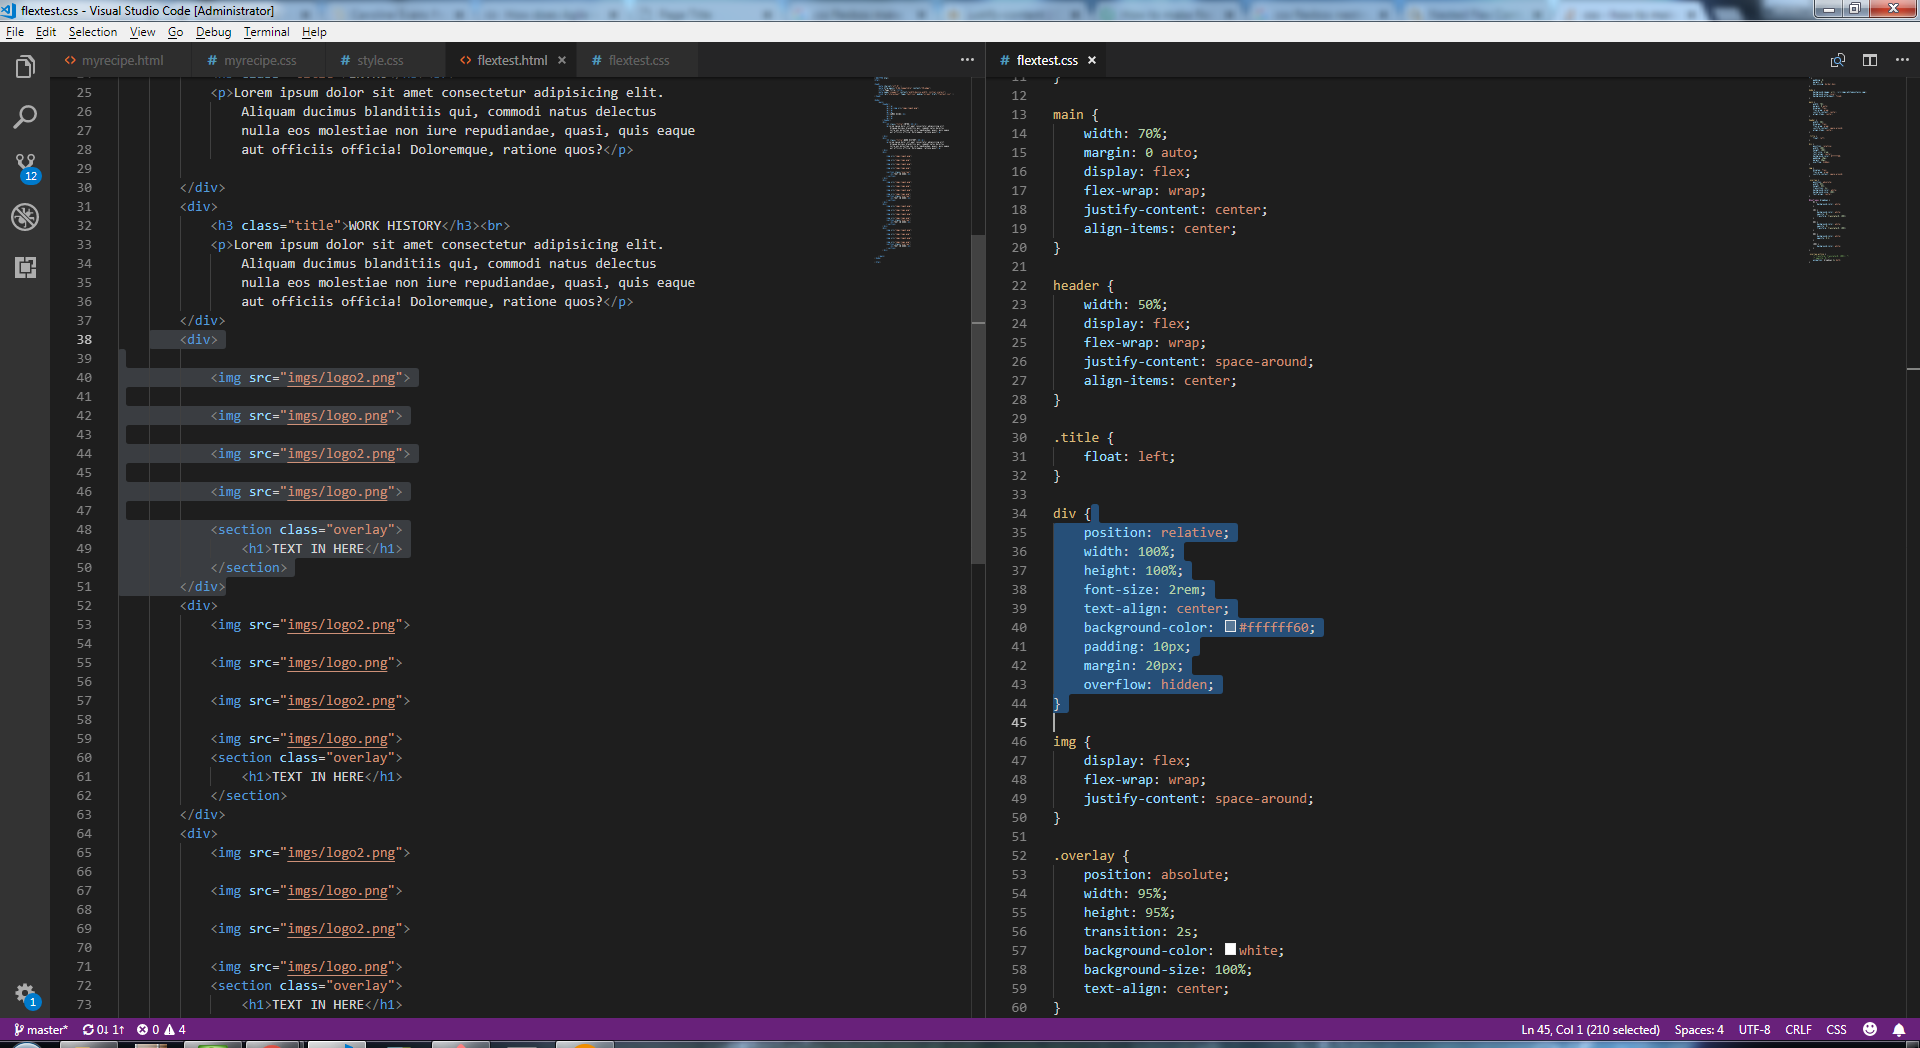 flextest.css - Visual Studio Code [Administrator]
File Edit Selection View Go Debug Terminal Help
myrecipe.html myrecipe.css style.css flextest.html flextest.css
25 <p>Lorem ipsum dolor sit amet consectetur adipisicing elit.
26 Aliquam ducimus blanditiis qui, commodi natus delectus
27 nulla eos molestiae non iure repudiandae, quasi, quis eaque
28 aut officiis officia! Doloremque, ratione quos?</p>
29
30 </div>
31 <div>
32 <h3 class="title">WORK HISTORY</h3><br>
33 <p>Lorem ipsum dolor sit amet consectetur adipisicing elit.
34 Aliquam ducimus blanditiis qui, commodi natus delectus
35 nulla eos molestiae non iure repudiandae, quasi, quis eaque
36 aut officiis officia! Doloremque, ratione quos?</p>
37 </div>
38 <div>
39
40 <img src="imgs/logo2.png">
41
42 <img src="imgs/logo.png">
43
44 <img src="imgs/logo2.png">
45
46 <img src="imgs/logo.png">
47
48 <section class="overlay">
49 <h1>TEXT IN HERE</h1>
50 </section>
51 </div>
52 <div>
53 <img src="imgs/logo2.png">
54
55 <img src="imgs/logo.png">
56
57 <img src="imgs/logo2.png">
58
59 <img src="imgs/logo.png">
60 <section class="overlay">
61 <h1>TEXT IN HERE</h1>
62 </section>
63 </div>
64 <div>
65 <img src="imgs/logo2.png">
66
67 <img src="imgs/logo.png">
68
69 <img src="imgs/logo2.png">
70
71 <img src="imgs/logo.png">
72 <section class="overlay">
73 <h1>TEXT IN HERE</h1>
flextest.css
11 }
12
13 main {
14 width: 70%;
15 margin: 0 auto;
16 display: flex;
17 flex-wrap: wrap;
18 justify-content: center;
19 align-items: center;
20 }
21
22 header {
23 width: 50%;
24 display: flex;
25 flex-wrap: wrap;
26 justify-content: space-around;
27 align-items: center;
28 }
29
30 .title {
31 float: left;
32 }
33
34 div {
35 position: relative;
36 width: 100%;
37 height: 100%;
38 font-size: 2rem;
39 text-align: center;
40 background-color: #ffffff60;
41 padding: 10px;
42 margin: 20px;
43 overflow: hidden;
44 }
45
46 img {
47 display: flex;
48 flex-wrap: wrap;
49 justify-content: space-around;
50 }
51
52 .overlay {
53 position: absolute;
54 width: 95%;
55 height: 95%;
56 transition: 2s;
57 background-color: white;
58 background-size: 100%;
59 text-align: center;
60 }
12
1
master* 0↓ 1↑ 0 4 Ln 45, Col 1 (210 selected) Spaces: 4 UTF-8 CRLF CSS